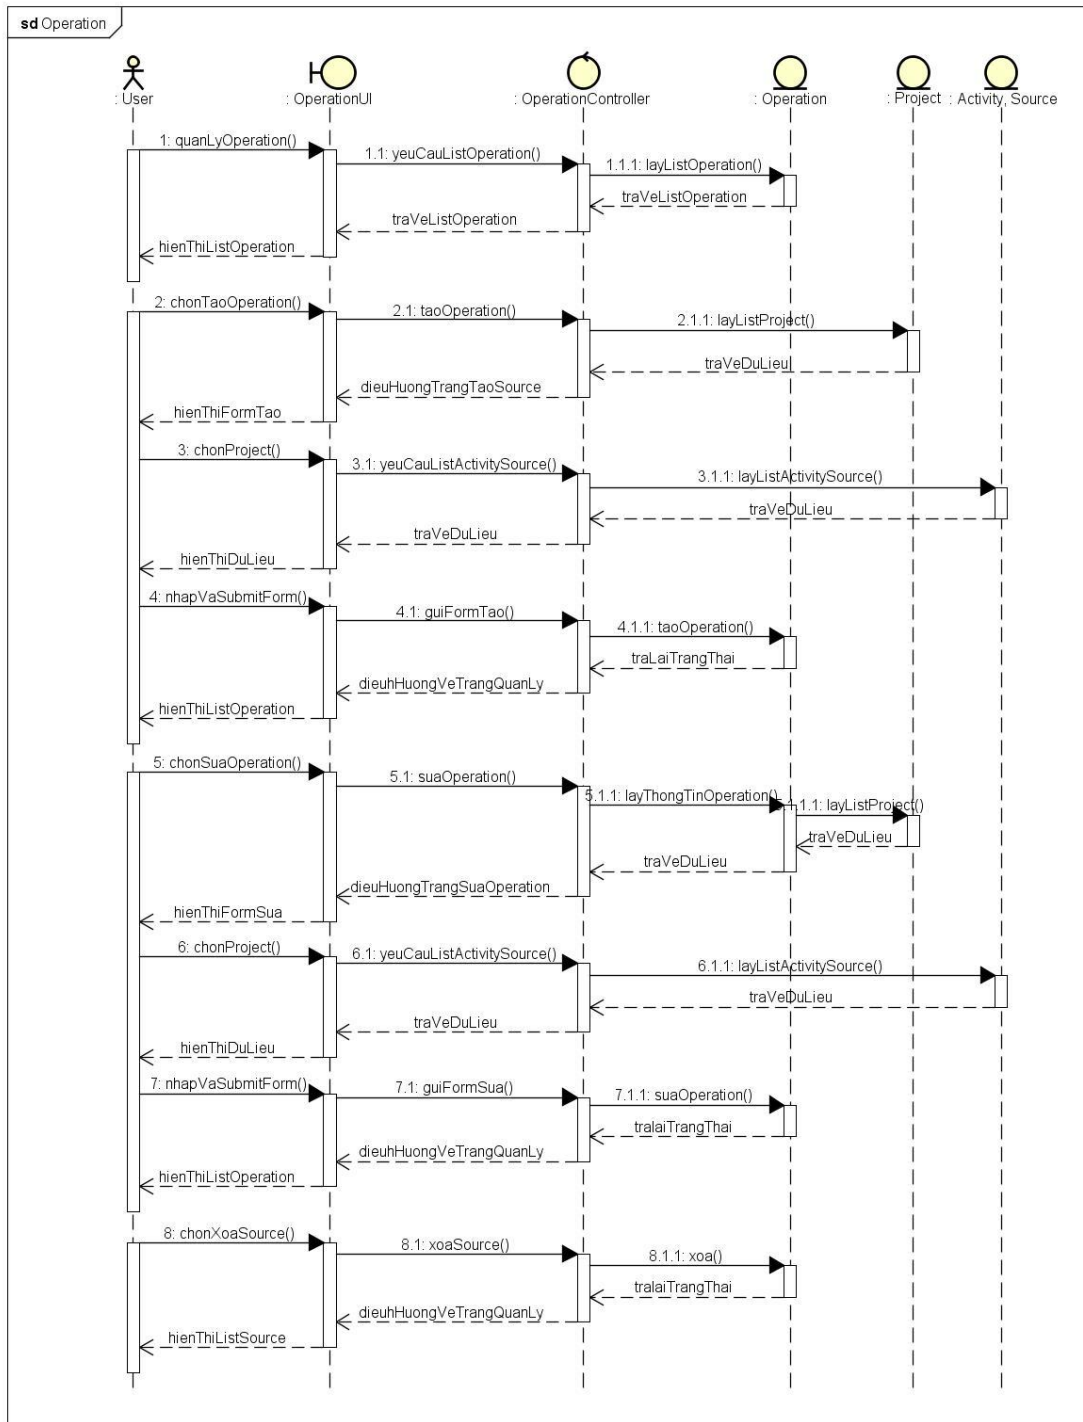 sd Operation
: User
: OperationUI
: OperationController
: Operation
: Project
: Activity, Source
1: quanLyOperation()
1.1: yeuCauListOperation()
1.1.1: layListOperation()
traVeListOperation
traVeListOperation
hienThiListOperation
2: chonTaoOperation()
2.1: taoOperation()
2.1.1: layListProject()
traVeDuLieu
dieuHuongTrangTaoSource
hienThiFormTao
3: chonProject()
3.1: yeuCauListActivitySource()
3.1.1: layListActivitySource()
traVeDuLieu
traVeDuLieu
hienThiDuLieu
4: nhapVaSubmitForm()
4.1: guiFormTao()
4.1.1: taoOperation()
traLaiTrangThai
dieuhHuongVeTrangQuanLy
hienThiListOperation
5: chonSuaOperation()
5.1: suaOperation()
5.1.1: layThongTinOperation()
.1.1.1: layListProject()
traVeDuLieu
traVeDuLieu
dieuHuongTrangSuaOperation
hienThiFormSua
6: chonProject()
6.1: yeuCauListActivitySource()
6.1.1: layListActivitySource()
traVeDuLieu
traVeDuLieu
hienThiDuLieu
7: nhapVaSubmitForm()
7.1: guiFormSua()
7.1.1: suaOperation()
tralaiTrangThai
dieuhHuongVeTrangQuanLy
hienThiListOperation
8: chonXoaSource()
8.1: xoaSource()
8.1.1: xoa()
tralaiTrangThai
dieuhHuongVeTrangQuanLy
hienThiListSource